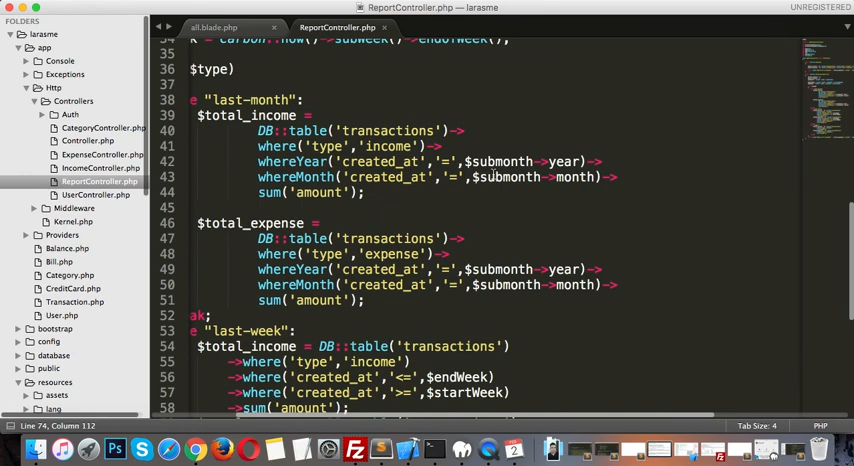 ReportController.php — larasme
UNREGISTERED
FOLDERS
larasme
app
Console
Exceptions
Http
Controllers
Auth
CategoryController.php
Controller.php
ExpenseController.php
IncomeController.php
ReportController.php
UserController.php
Middleware
Kernel.php
Providers
Balance.php
Bill.php
Category.php
CreditCard.php
Transaction.php
User.php
bootstrap
config
database
public
resources
assets
lang
all.blade.php ×
ReportController.php ×
34 k = carbon::now()->subweek()->endofweek();
35
36 $type)
37
38 e "last-month":
39 $total_income =
40 DB::table('transactions')->
41 where('type','income')->
42 whereYear('created_at','=',$submonth->year)->
43 whereMonth('created_at','=',$submonth->month)->
44 sum('amount');
45
46 $total_expense =
47 DB::table('transactions')->
48 where('type','expense')->
49 whereYear('created_at','=',$submonth->year)->
50 whereMonth('created_at','=',$submonth->month)->
51 sum('amount');
52 ak;
53 e "last-week":
54 $total_income = DB::table('transactions')
55 ->where('type','income')
56 ->where('created_at','<=',$endWeek)
57 ->where('created_at','>=',$startWeek)
58 ->sum('amount');
Line 74, Column 112
Tab Size: 4
PHP